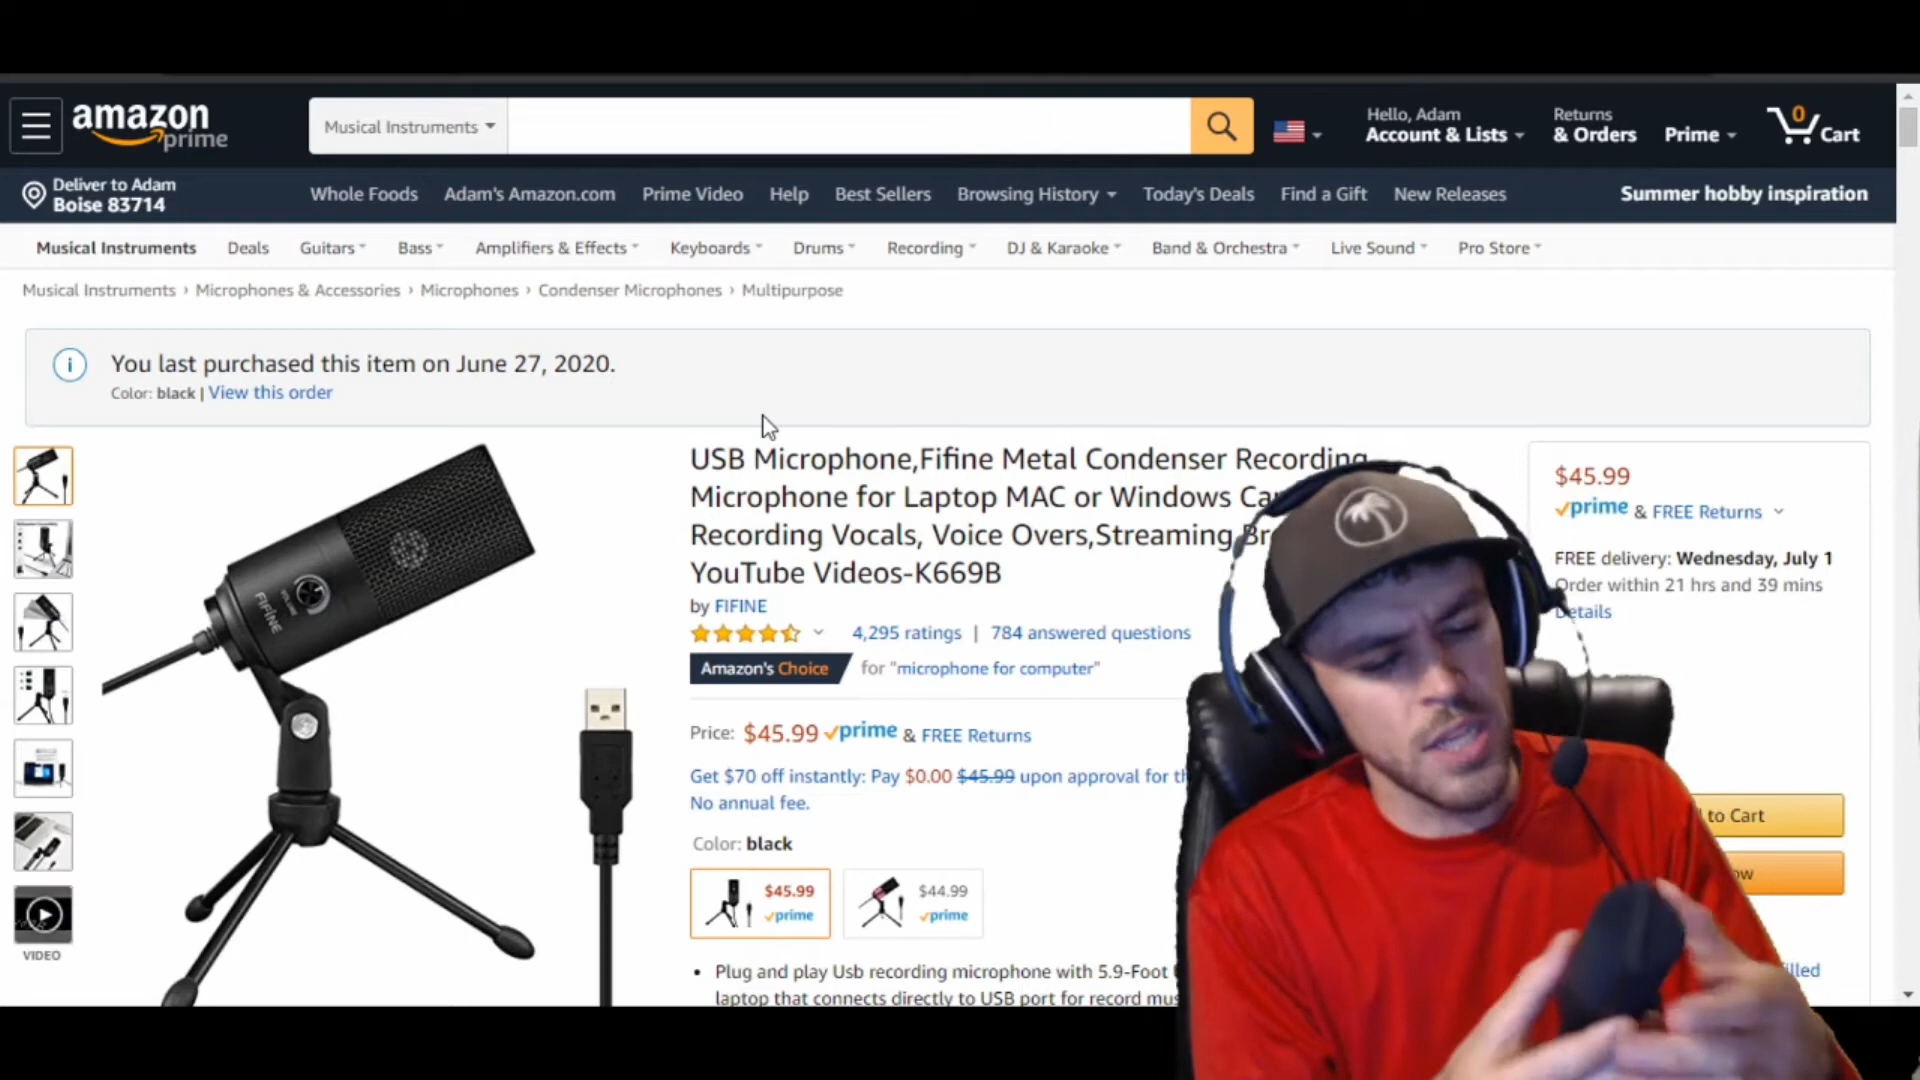 amazon prime
Musical Instruments
Hello, Adam
Account & Lists
Returns
& Orders
Prime
0
Cart
Deliver to Adam
Boise 83714
Whole Foods
Adam's Amazon.com
Prime Video
Help
Best Sellers
Browsing History
Today's Deals
Find a Gift
New Releases
Summer hobby inspiration
Musical Instruments
Deals
Guitars
Bass
Amplifiers & Effects
Keyboards
Drums
Recording
DJ & Karaoke
Band & Orchestra
Live Sound
Pro Store
Musical Instruments › Microphones & Accessories › Microphones › Condenser Microphones › Multipurpose
You last purchased this item on June 27, 2020.
Color: black | View this order
VOLUME
FIFINE
VIDEO
USB Microphone,Fifine Metal Condenser Recording
Microphone for Laptop MAC or Windows
Recording Vocals, Voice Overs,Streaming
YouTube Videos-K669B
by FIFINE
4,295 ratings | 784 answered questions
Amazon's Choice for "microphone for computer"
Price: $45.99 prime & FREE Returns
Get $70 off instantly: Pay $0.00 $45.99 upon approval for
No annual fee.
Color: black
$45.99
prime
$44.99
prime
• Plug and play Usb recording microphone with 5.9-Foot
laptop that connects directly to USB port for record
$45.99
prime & FREE Returns
FREE delivery: Wednesday, July 1
Order within 21 hrs and 39 mins
Details
to Cart